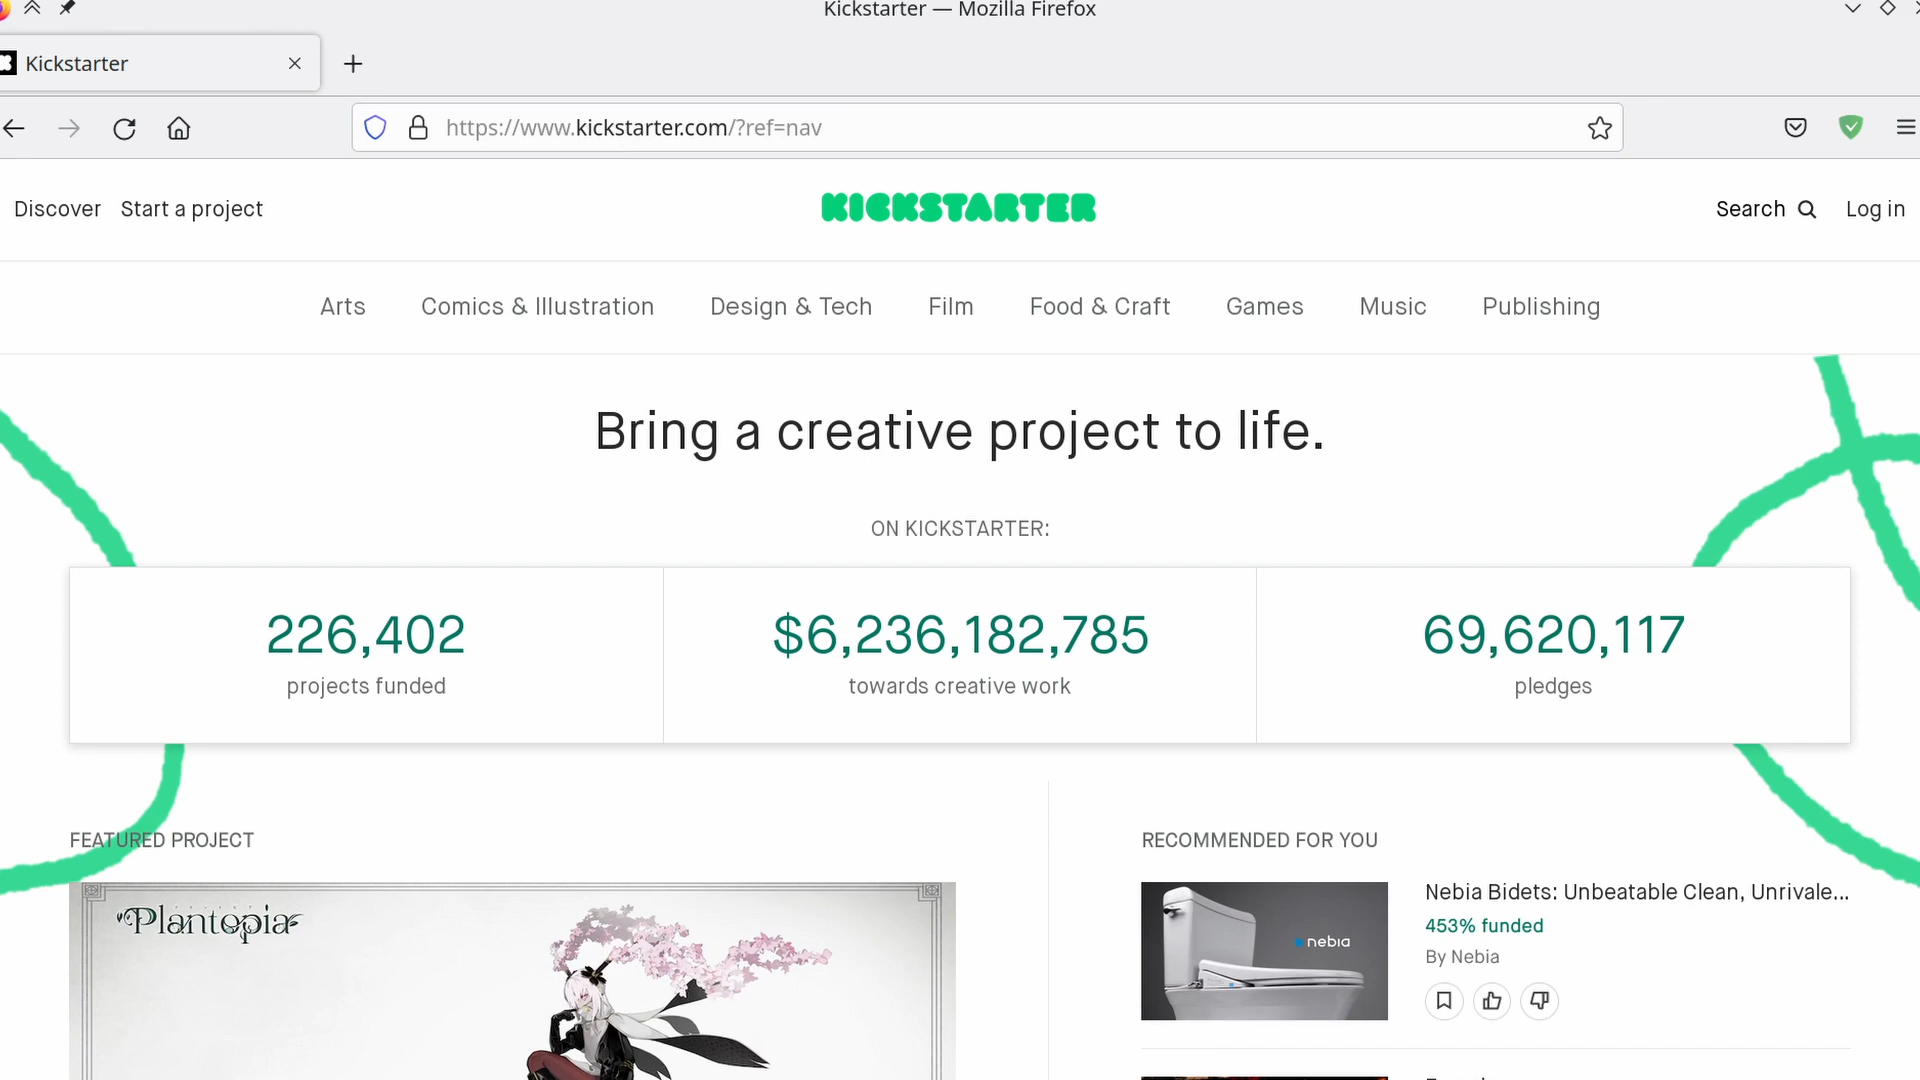 Kickstarter — Mozilla Firefox
Kickstarter
https://www.kickstarter.com/?ref=nav
Discover Start a project
KICKSTARTER
Search Log in
Arts Comics & Illustration Design & Tech Film Food & Craft Games Music Publishing
Bring a creative project to life.
ON KICKSTARTER:
226,402
projects funded
$6,236,182,785
towards creative work
69,620,117
pledges
FEATURED PROJECT
Plantopia
RECOMMENDED FOR YOU
nebia
Nebia Bidets: Unbeatable Clean, Unrivale...
453% funded
By Nebia